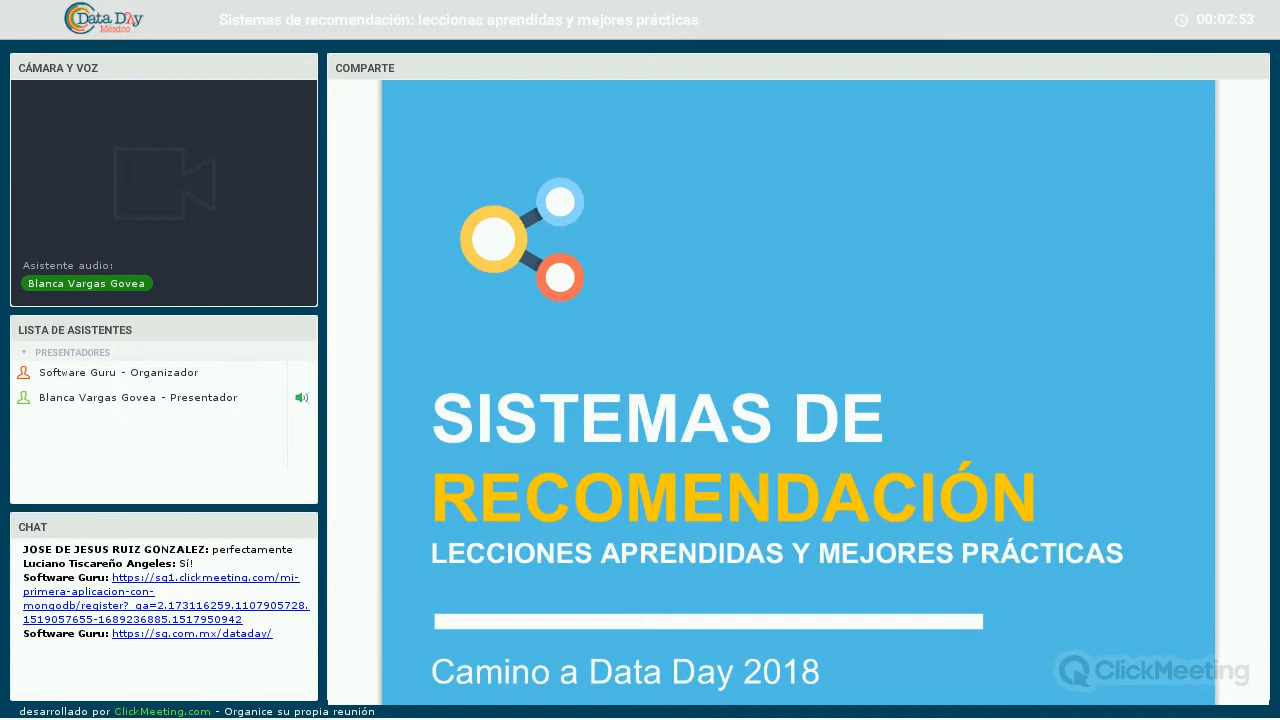 Data Day
México
Sistemas de recomendación: lecciones aprendidas y mejores prácticas
00:02:53
CÁMARA Y VOZ
Asistente audio:
Blanca Vargas Govea
LISTA DE ASISTENTES
PRESENTADORES
Software Guru - Organizador
Blanca Vargas Govea - Presentador
CHAT
JOSE DE JESUS RUIZ GONZALEZ: perfectamente
Luciano Tiscareño Angeles: Sí!
Software Guru: https://sg1.clickmeeting.com/mi-
primera-aplicacion-con-
mongodb/register?_ga=2.173116259.1107905728.
1519057655-1689236885.1517950942
Software Guru: https://sg.com.mx/dataday/
COMPARTE
SISTEMAS DE
RECOMENDACIÓN
LECCIONES APRENDIDAS Y MEJORES PRÁCTICAS
Camino a Data Day 2018
ClickMeeting
desarrollado por ClickMeeting.com - Organice su propia reunión